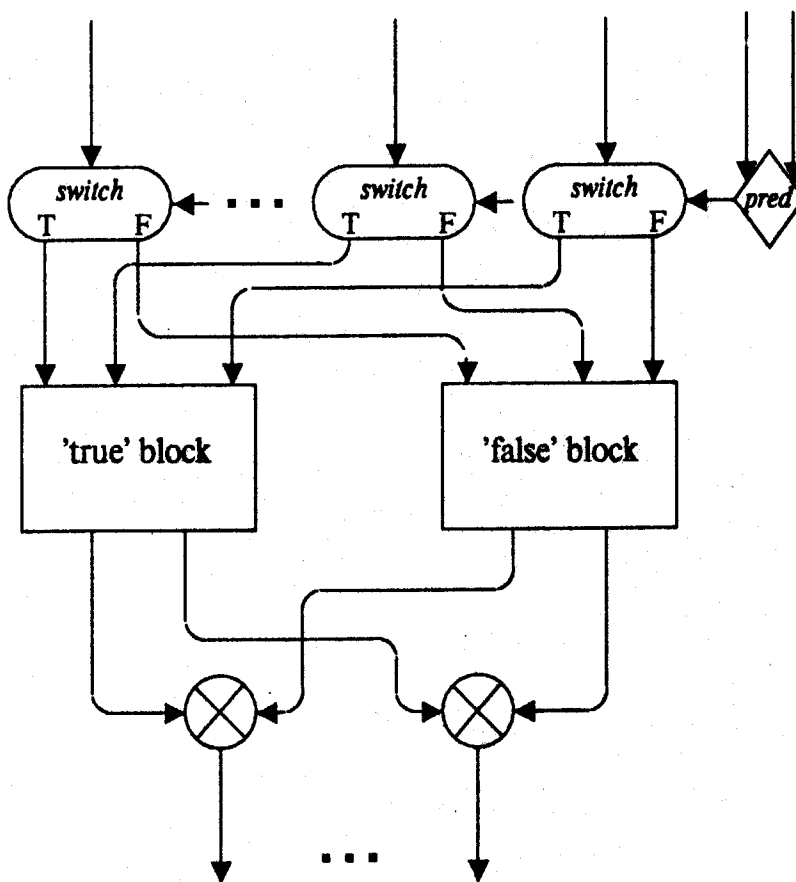 switch
T F
...
switch
T F
switch
T F
pred
'true' block
'false' block
...